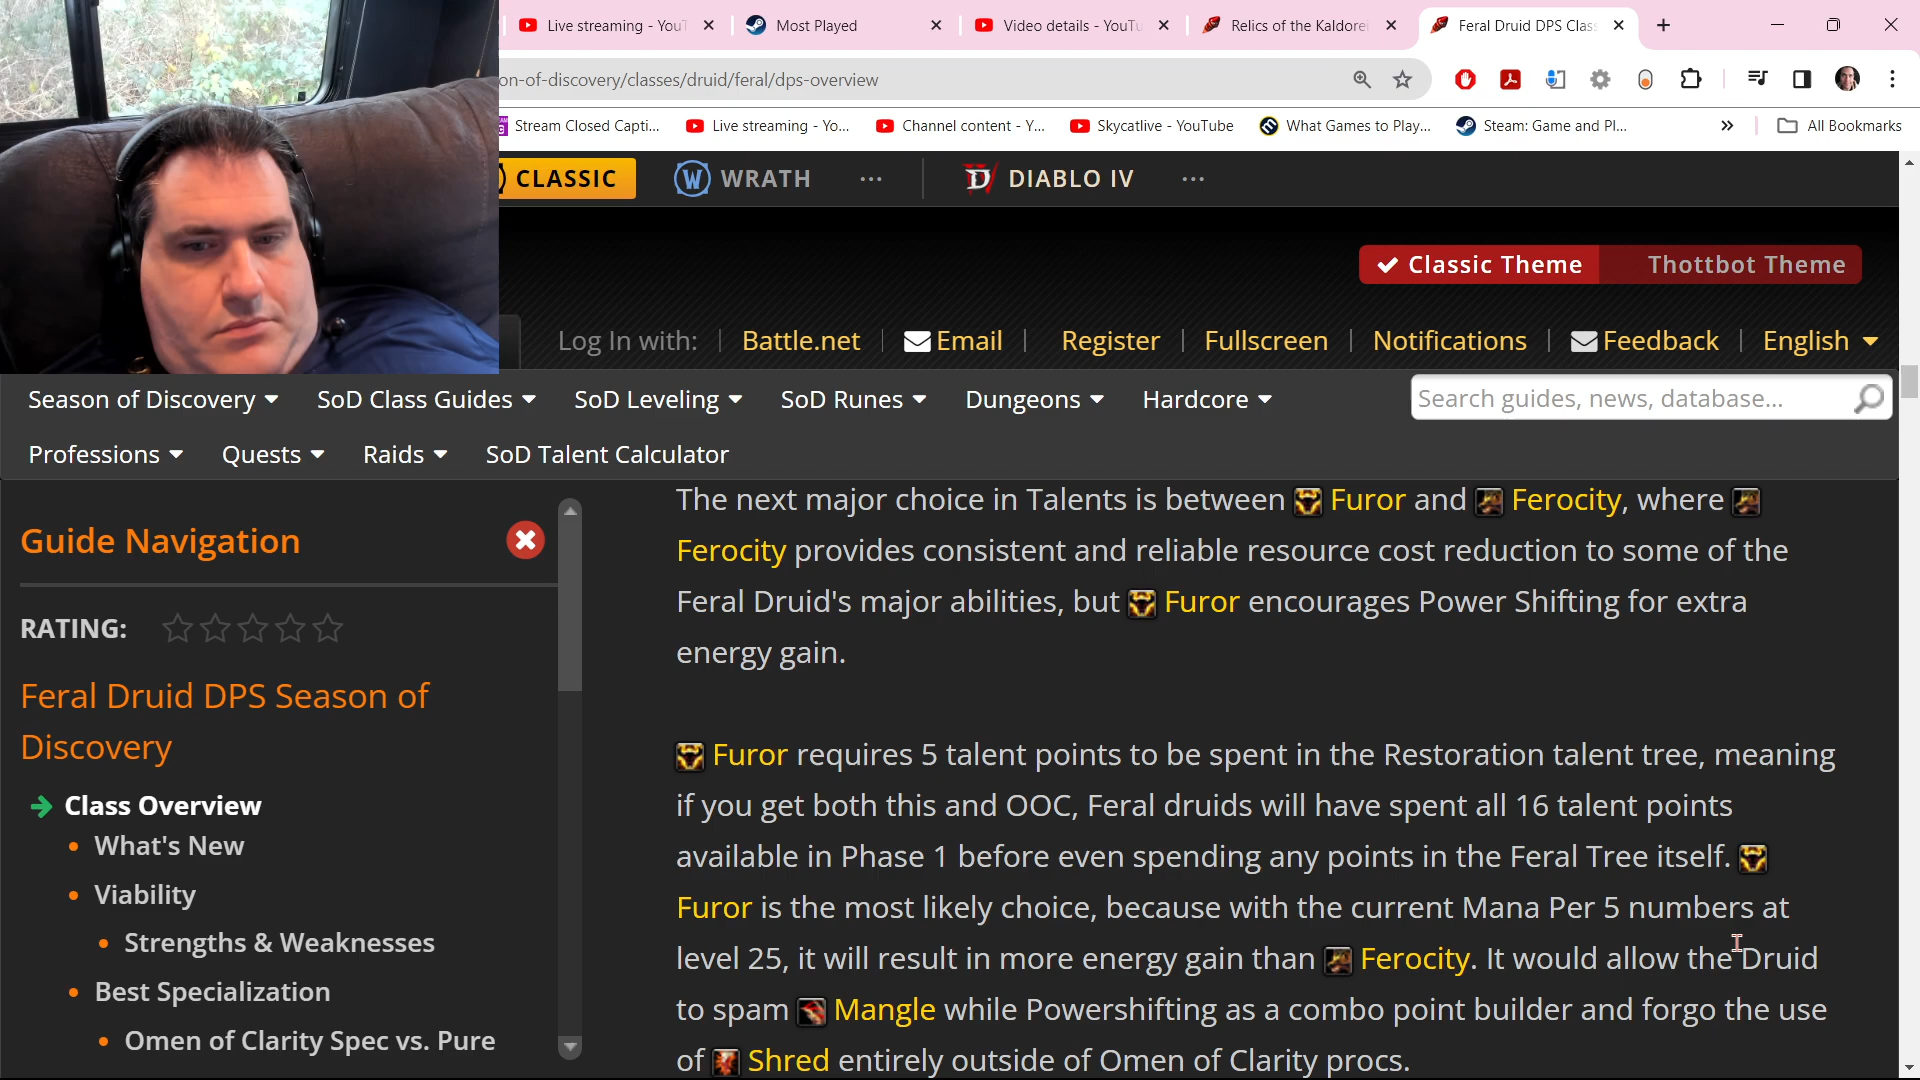 Live streaming - YouT
Most Played
Video details - YouTu
Relics of the Kaldorei
Feral Druid DPS Clas
on-of-discovery/classes/druid/feral/dps-overview
Stream Closed Capti...
Live streaming - Yo...
Channel content - Y...
Skycatlive - YouTube
What Games to Play...
Steam: Game and Pl...
All Bookmarks
CLASSIC
WRATH
...
DIABLO IV
...
Classic Theme
Thottbot Theme
Log In with:
Battle.net
Email
Register
Fullscreen
Notifications
Feedback
English
Season of Discovery
SoD Class Guides
SoD Leveling
SoD Runes
Dungeons
Hardcore
Search guides, news, database...
Professions
Quests
Raids
SoD Talent Calculator
Guide Navigation
RATING:
Feral Druid DPS Season of
Discovery
Class Overview
What's New
Viability
Strengths & Weaknesses
Best Specialization
Omen of Clarity Spec vs. Pure
The next major choice in Talents is between Furor and Ferocity, where
Ferocity provides consistent and reliable resource cost reduction to some of the
Feral Druid's major abilities, but Furor encourages Power Shifting for extra
energy gain.
Furor requires 5 talent points to be spent in the Restoration talent tree, meaning
if you get both this and OOC, Feral druids will have spent all 16 talent points
available in Phase 1 before even spending any points in the Feral Tree itself.
Furor is the most likely choice, because with the current Mana Per 5 numbers at
level 25, it will result in more energy gain than Ferocity. It would allow the Druid
to spam Mangle while Powershifting as a combo point builder and forgo the use
of Shred entirely outside of Omen of Clarity procs.